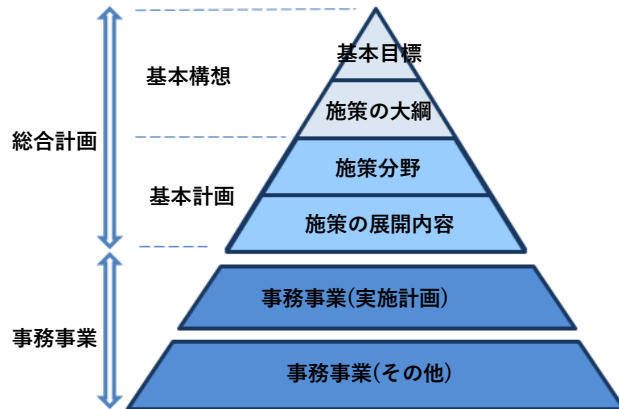 基本目標
基本構想
施策の大綱
総合計画
施策分野
基本計画
施策の展開内容
事務事業(実施計画)
事務事業
事務事業(その他)